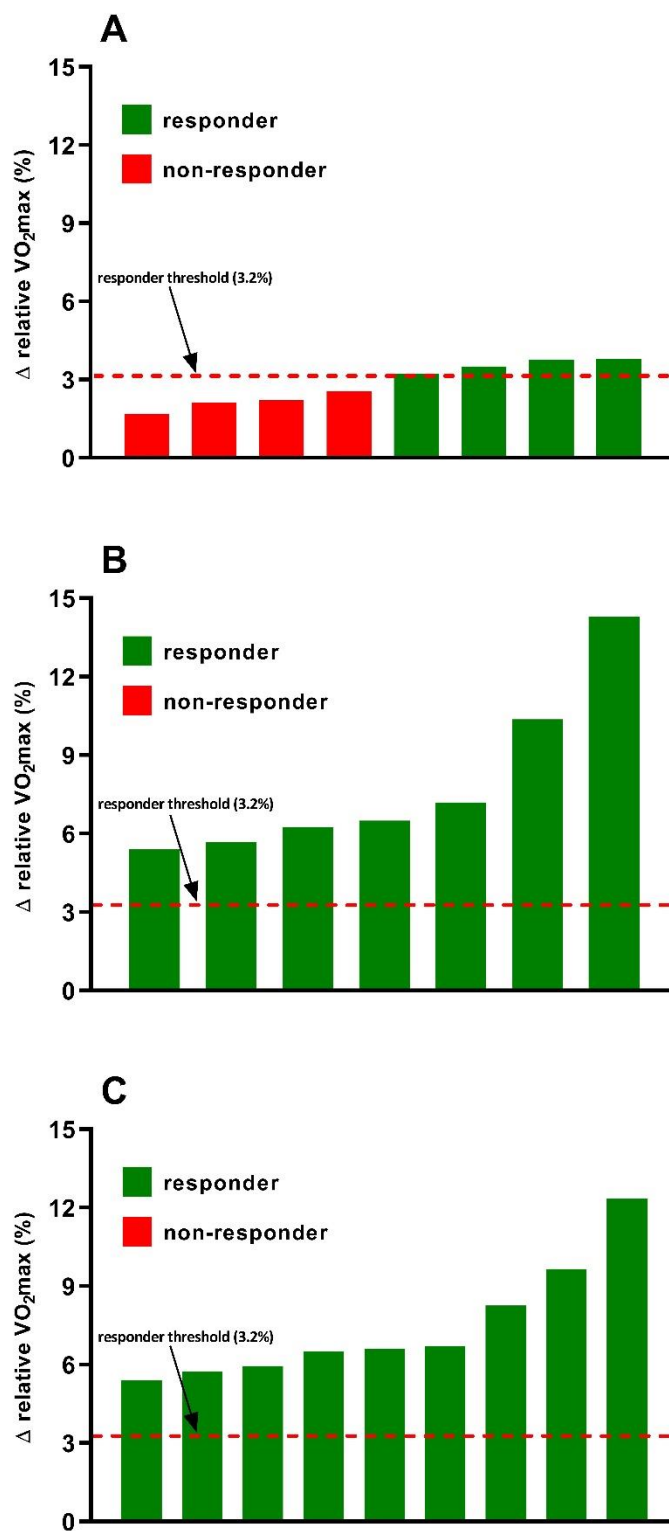 A
15
responder
12
non-responder
9
responder threshold (3.2%)
6
3
0
Δ relative VO₂max (%)
B
15
responder
12
non-responder
9
responder threshold (3.2%)
6
3
0
Δ relative VO₂max (%)
C
15
responder
12
non-responder
9
responder threshold (3.2%)
6
3
0
Δ relative VO₂max (%)